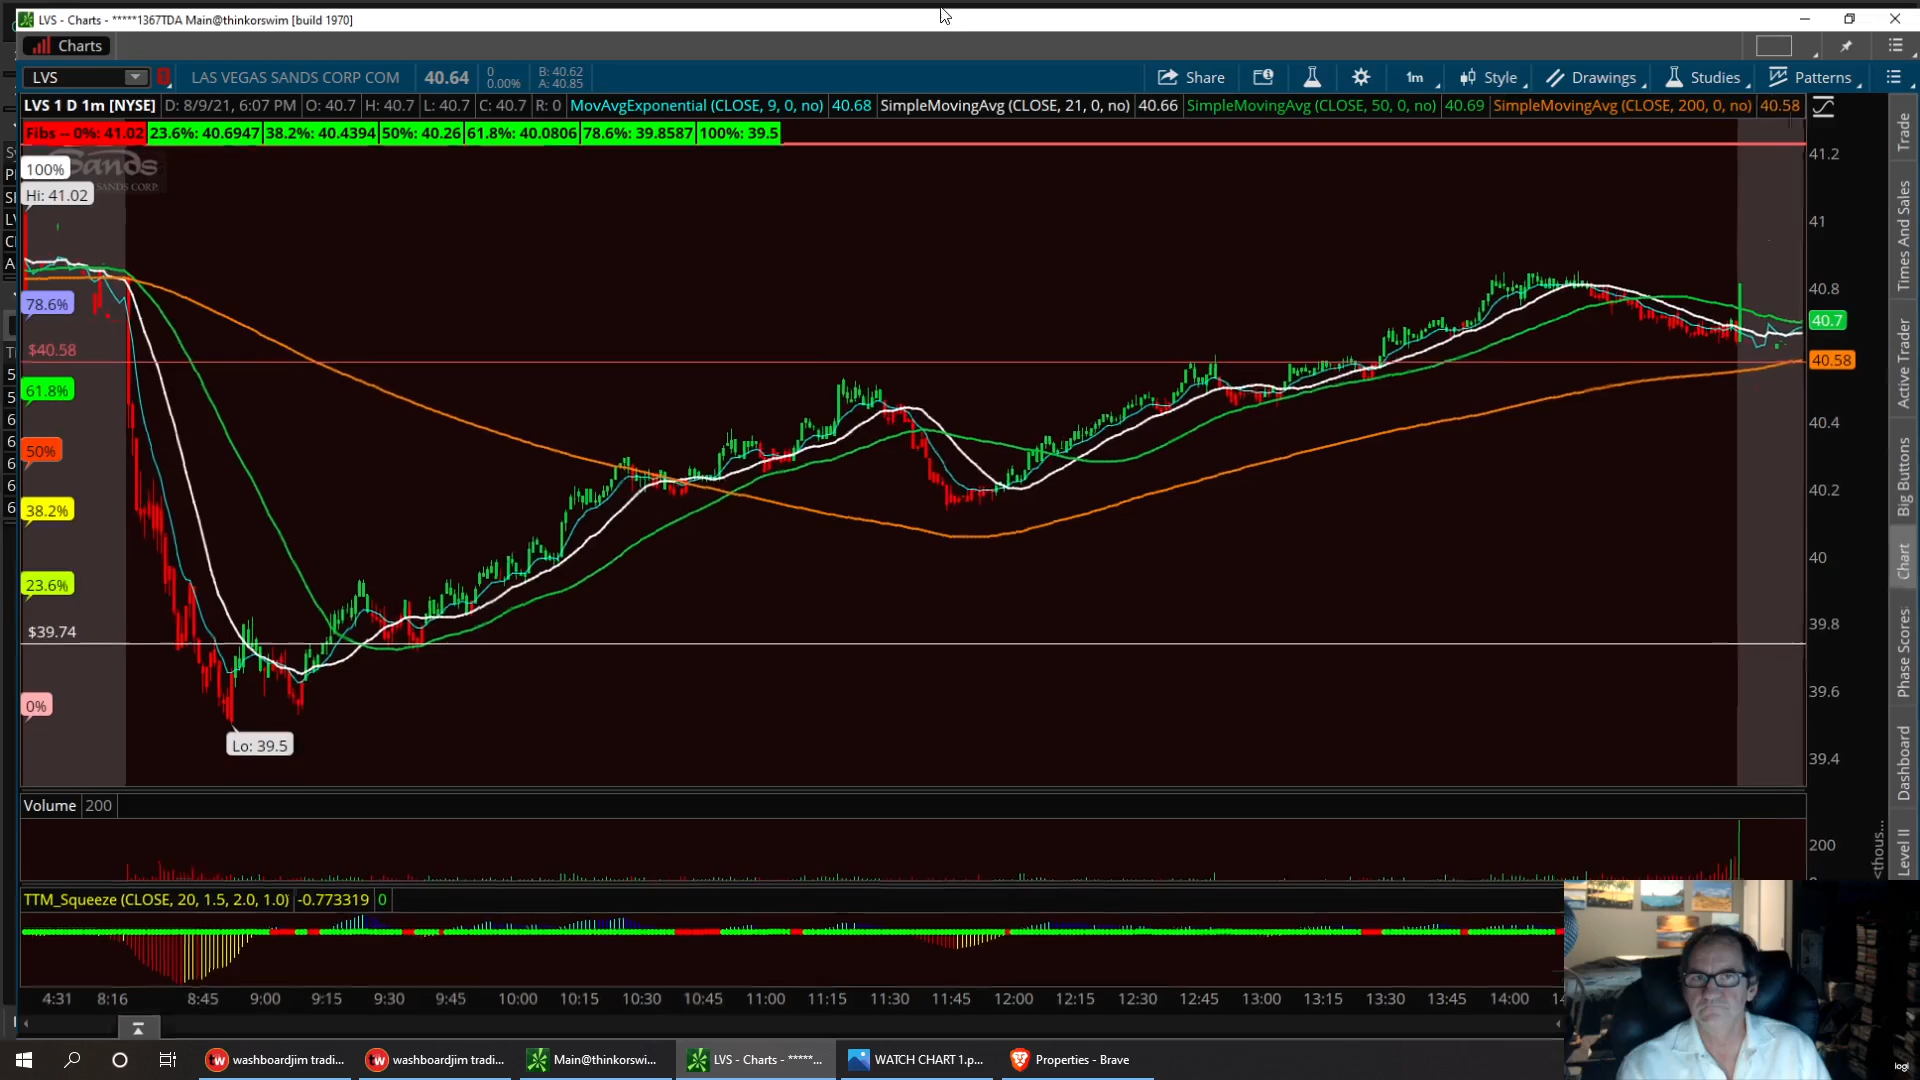 LVS - Charts - *****1367TDA Main@thinkorswim [build 1970]
Charts
LVS
LAS VEGAS SANDS CORP COM
40.64
0
0.00%
B: 40.62
A: 40.85
Share
1m
Style
Drawings
Studies
Patterns
LVS 1 D 1m [NYSE] D: 8/9/21, 6:07 PM O: 40.7 H: 40.7 L: 40.7 C: 40.7 R: 0 MovAvgExponential (CLOSE, 9, 0, no) 40.68 SimpleMovingAvg (CLOSE, 21, 0, no) 40.66 SimpleMovingAvg (CLOSE, 50, 0, no) 40.69 SimpleMovingAvg (CLOSE, 200, 0, no) 40.58
Fibs -- 0%: 41.02 23.6%: 40.6947 38.2%: 40.4394 50%: 40.26 61.8%: 40.0806 78.6%: 39.8587 100%: 39.5
Sands
SANDS CORP.
100%
Hi: 41.02
78.6%
$40.58
61.8%
50%
38.2%
23.6%
$39.74
0%
Lo: 39.5
41.2
41
40.8
40.7
40.58
40.4
40.2
40
39.8
39.6
39.4
Trade
Times And Sales
Active Trader
Big Buttons
Chart
Phase Scores
Dashboard
Level II
Volume 200
200
<thous...
TTM_Squeeze (CLOSE, 20, 1.5, 2.0, 1.0) -0.773319 0
4:31 8:16 8:45 9:00 9:15 9:30 9:45 10:00 10:15 10:30 10:45 11:00 11:15 11:30 11:45 12:00 12:15 12:30 12:45 13:00 13:15 13:30 13:45 14:00
washboardjim tradi...
washboardjim tradi...
Main@thinkorswi...
LVS - Charts - *****...
WATCH CHART 1.p...
Properties - Brave
logi